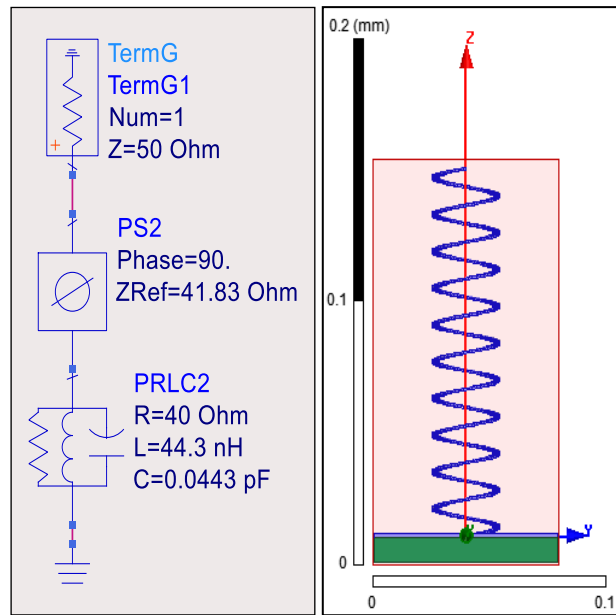 TermG
TermG1
Num=1
Z=50 Ohm
+
PS2
Phase=90.
ZRef=41.83 Ohm
PRLC2
R=40 Ohm
L=44.3 nH
C=0.0443 pF
0.2 (mm)
Z
0.1
Y
0
0
0.1